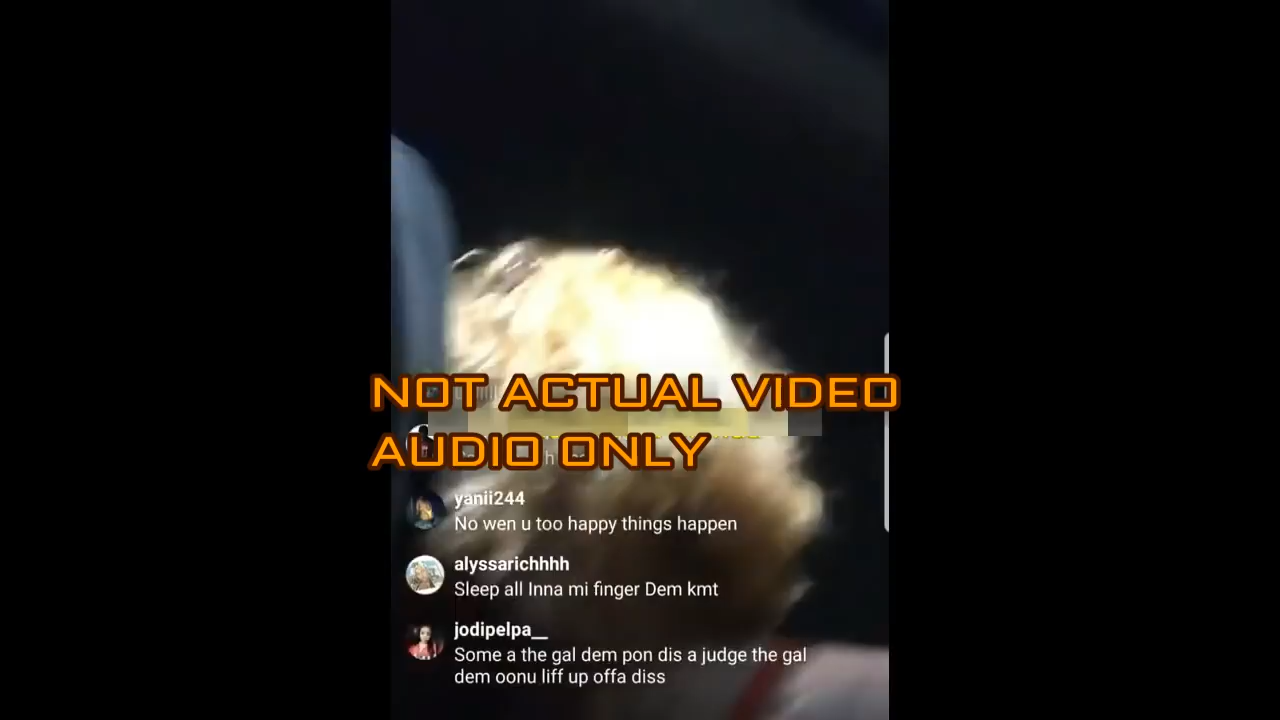 NOT ACTUAL VIDEO
AUDIO ONLY
yanii244
No wen u too happy things happen
alyssarichhhh
Sleep all Inna mi finger Dem kmt
jodipelpa__
Some a the gal dem pon dis a judge the gal
dem oonu liff up offa diss